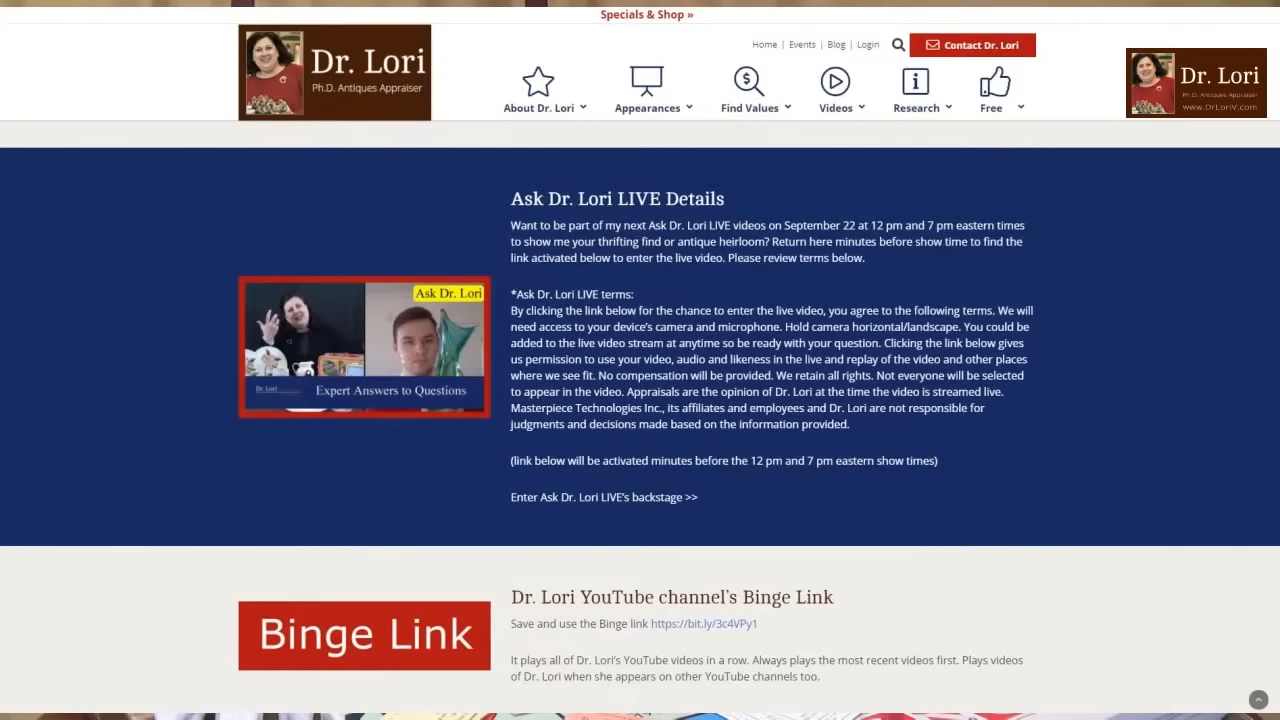 Specials & Shop »
Dr. Lori
Ph.D. Antiques Appraiser
Home | Events | Blog | Login
Contact Dr. Lori
About Dr. Lori
Appearances
Find Values
Videos
Research
Free
Dr. Lori
Ph.D. Antiques Appraiser
www.DrLoriV.com
Ask Dr. Lori LIVE Details
Want to be part of my next Ask Dr. Lori LIVE videos on September 22 at 12 pm and 7 pm eastern times
to show me your thrifting find or antique heirloom? Return here minutes before show time to find the
link activated below to enter the live video. Please review terms below.
*Ask Dr. Lori LIVE terms:
By clicking the link below for the chance to enter the live video, you agree to the following terms. We will
need access to your device's camera and microphone. Hold camera horizontal/landscape. You could be
added to the live video stream at anytime so be ready with your question. Clicking the link below gives
us permission to use your video, audio and likeness in the live and replay of the video and other places
where we see fit. No compensation will be provided. We retain all rights. Not everyone will be selected
to appear in the video. Appraisals are the opinion of Dr. Lori at the time the video is streamed live.
Masterpiece Technologies Inc., its affiliates and employees and Dr. Lori are not responsible for
judgments and decisions made based on the information provided.
(link below will be activated minutes before the 12 pm and 7 pm eastern show times)
Enter Ask Dr. Lori LIVE's backstage >>
Ask Dr. Lori
Dr. Lori
Expert Answers to Questions
Binge Link
Dr. Lori YouTube channel's Binge Link
Save and use the Binge link https://bit.ly/3c4VPy1
It plays all of Dr. Lori's YouTube videos in a row. Always plays the most recent videos first. Plays videos
of Dr. Lori when she appears on other YouTube channels too.